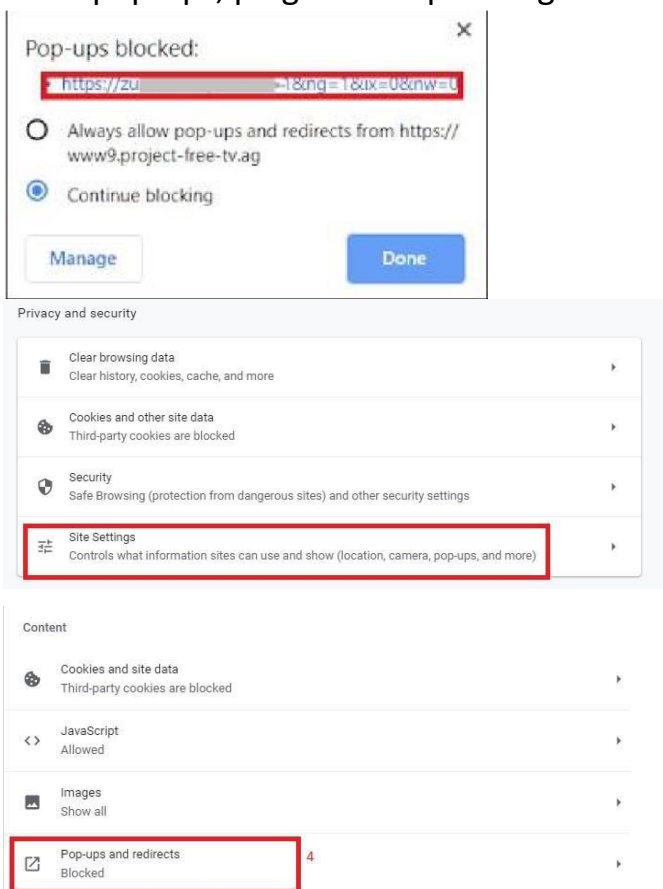 Pop-ups blocked:
https://zu 1&ng=1&ix=0&nw=0
Always allow pop-ups and redirects from https://
www9.project-free-tv.ag
Continue blocking
Manage Done
Privacy and security
Clear browsing data
Clear history, cookies, cache, and more
Cookies and other site data
Third-party cookies are blocked
Security
Safe Browsing (protection from dangerous sites) and other security settings
Site Settings
Controls what information sites can use and show (location, camera, pop-ups, and more)
Content
Cookies and site data
Third-party cookies are blocked
JavaScript
Allowed
Images
Show all
Pop-ups and redirects 4
Blocked